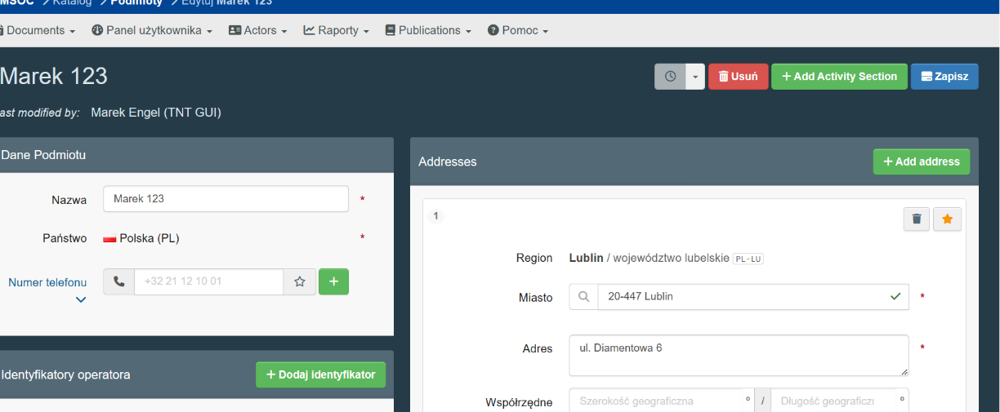 MSOC > Katalog > Podmioty > Edytuj Marek 123
Documents Panel użytkownika Actors Raporty Publications Pomoc
Marek 123
Usuń + Add Activity Section Zapisz
ast modified by: Marek Engel (TNT GUI)
Dane Podmiotu
Nazwa Marek 123 *
Państwo Polska (PL) *
Numer telefonu +32 21 12 10 01 +
Identyfikatory operatora + Dodaj identyfikator
Addresses + Add address
1
Region Lublin / województwo lubelskie PL-LU
Miasto 20-447 Lublin *
Adres ul. Diamentowa 6 *
Współrzędne Szerokość geograficzna º / Długość geograficzr º